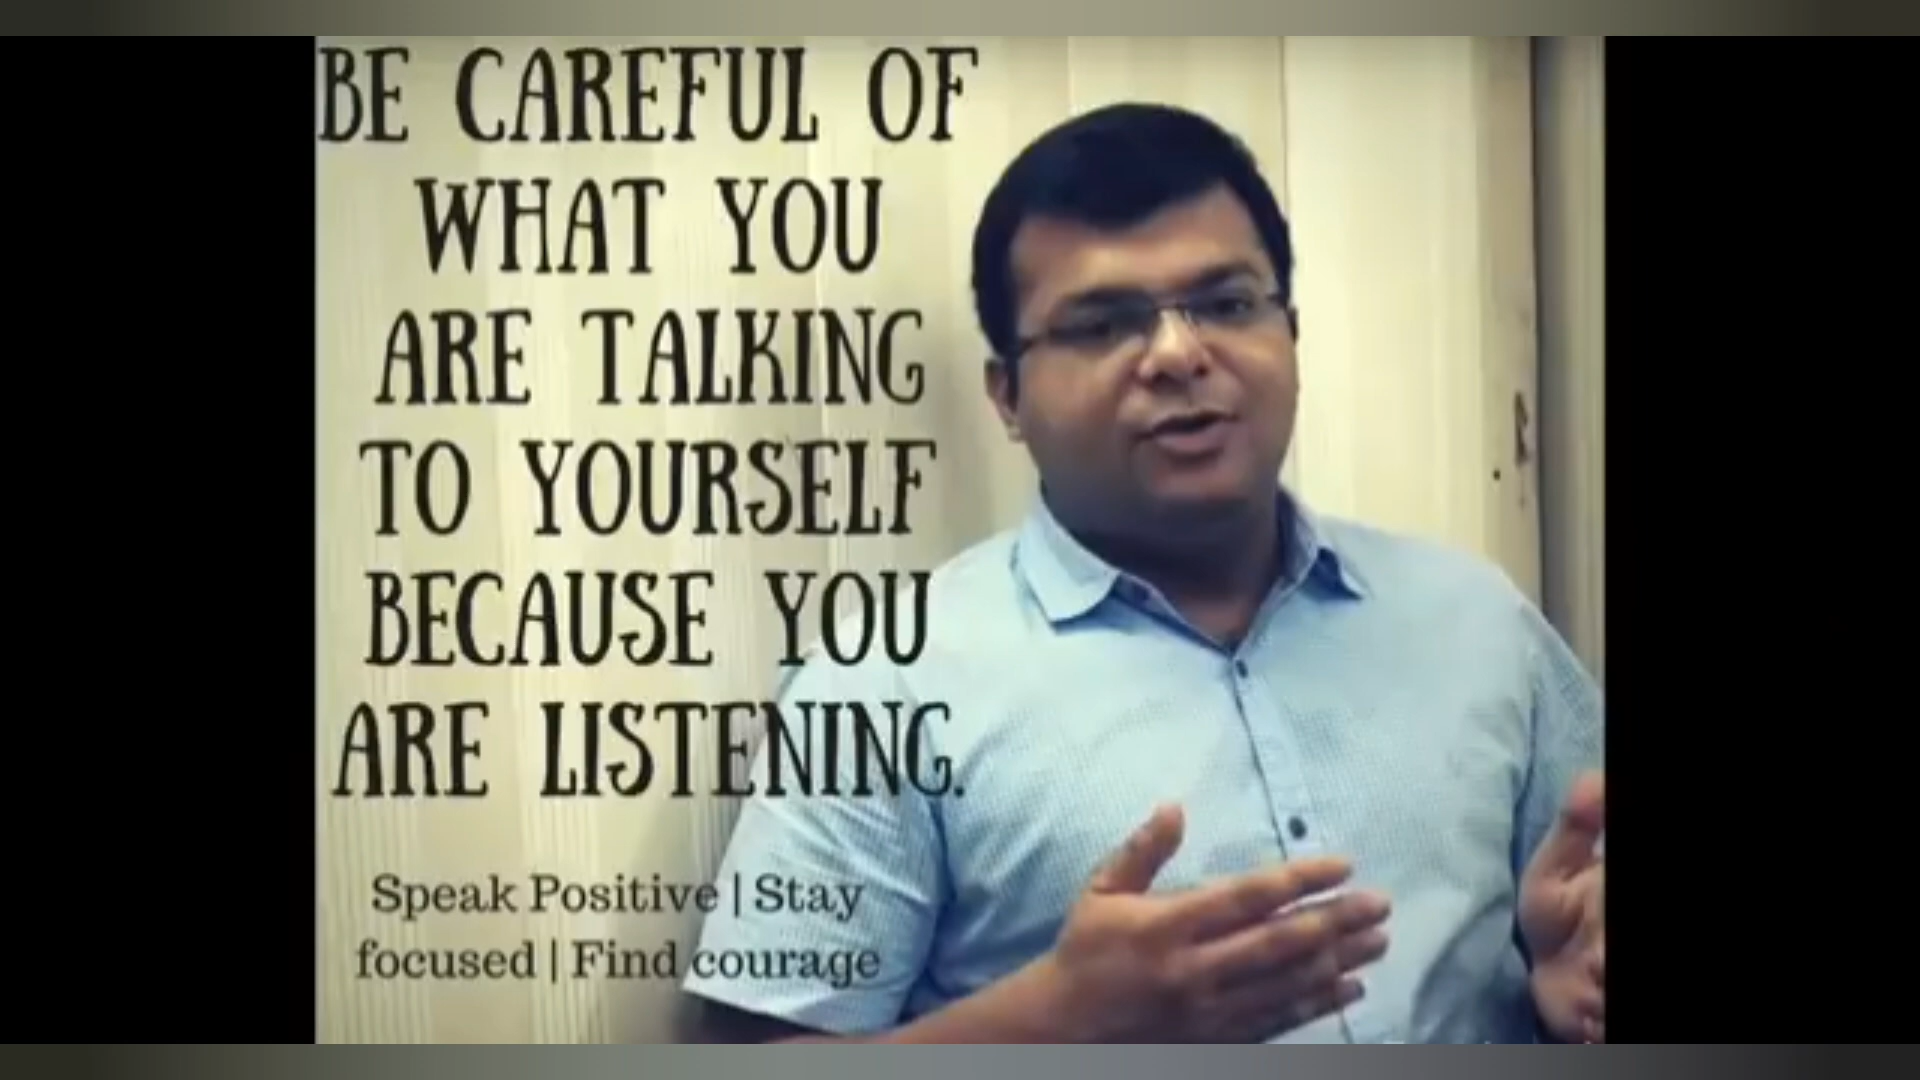 BE CAREFUL OF
WHAT YOU
ARE TALKING
TO YOURSELF
BECAUSE YOU
ARE LISTENING.
Speak Positive | Stay
focused | Find courage